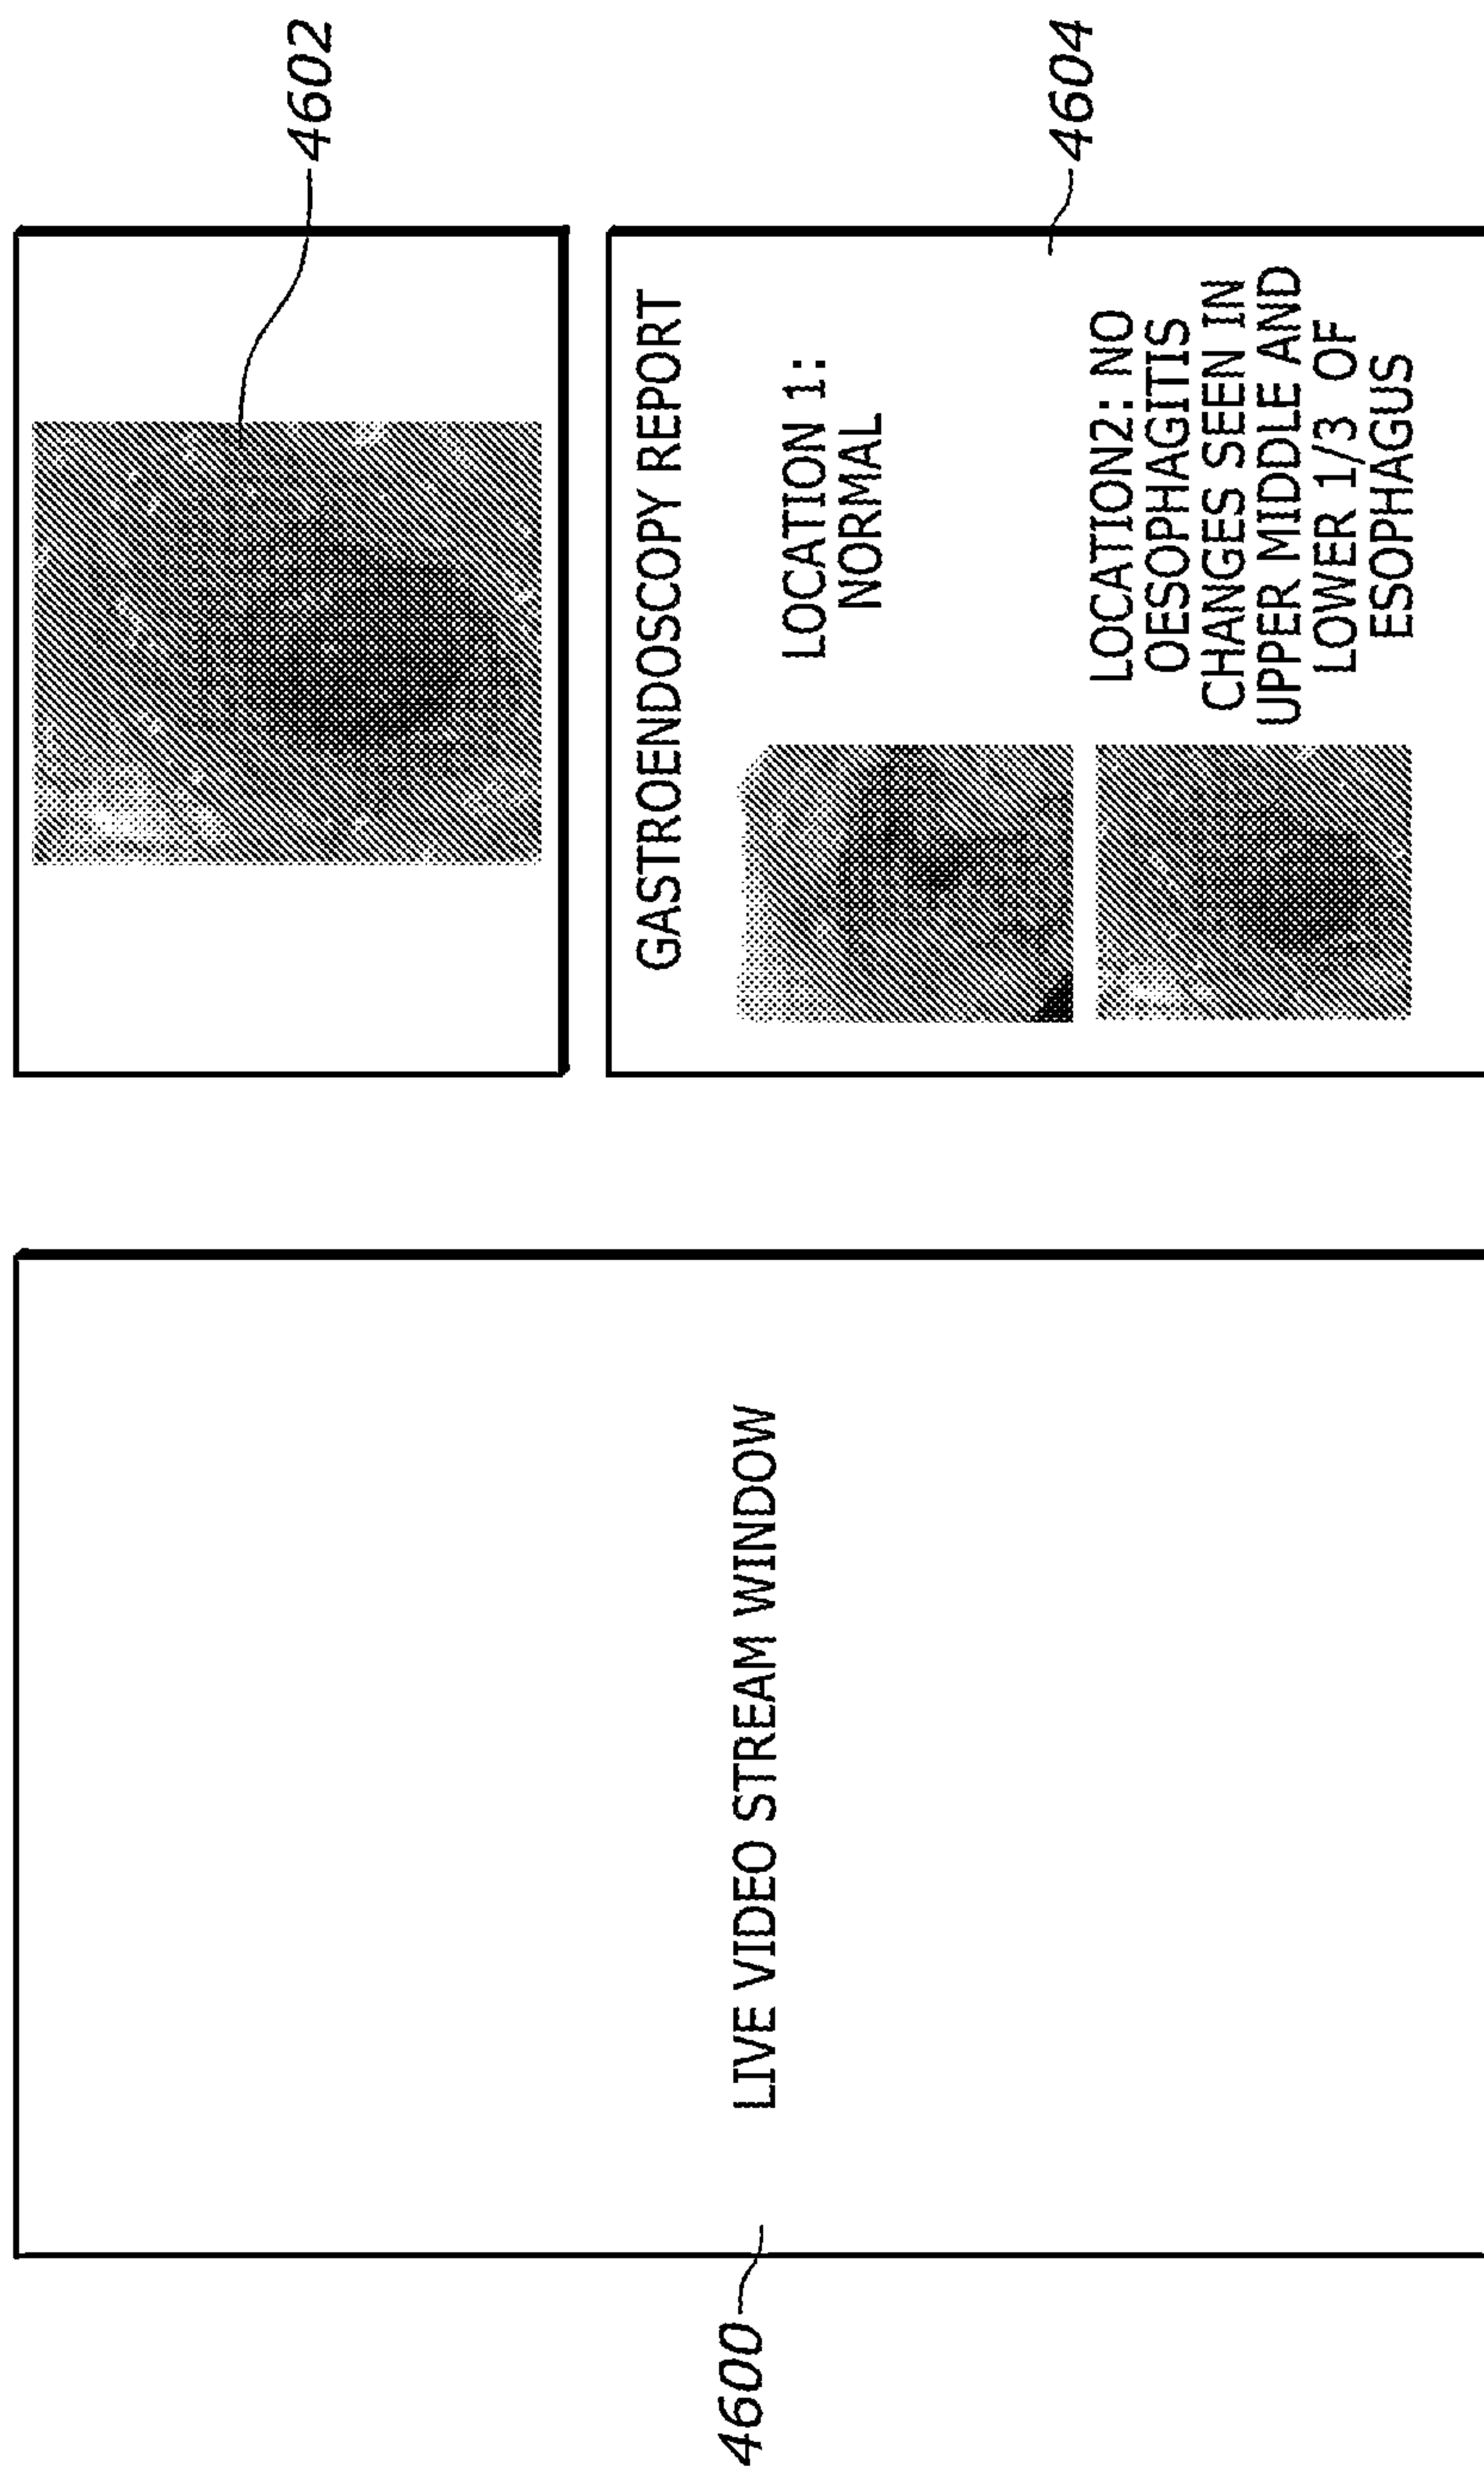 4600
LIVE VIDEO STREAM WINDOW
4602
GASTROENDOSCOPY REPORT
LOCATION 1:
NORMAL
LOCATION2: NO
OESOPHAGITIS
CHANGES SEEN IN
UPPER MIDDLE AND
LOWER 1/3 OF
ESOPHAGUS
4604